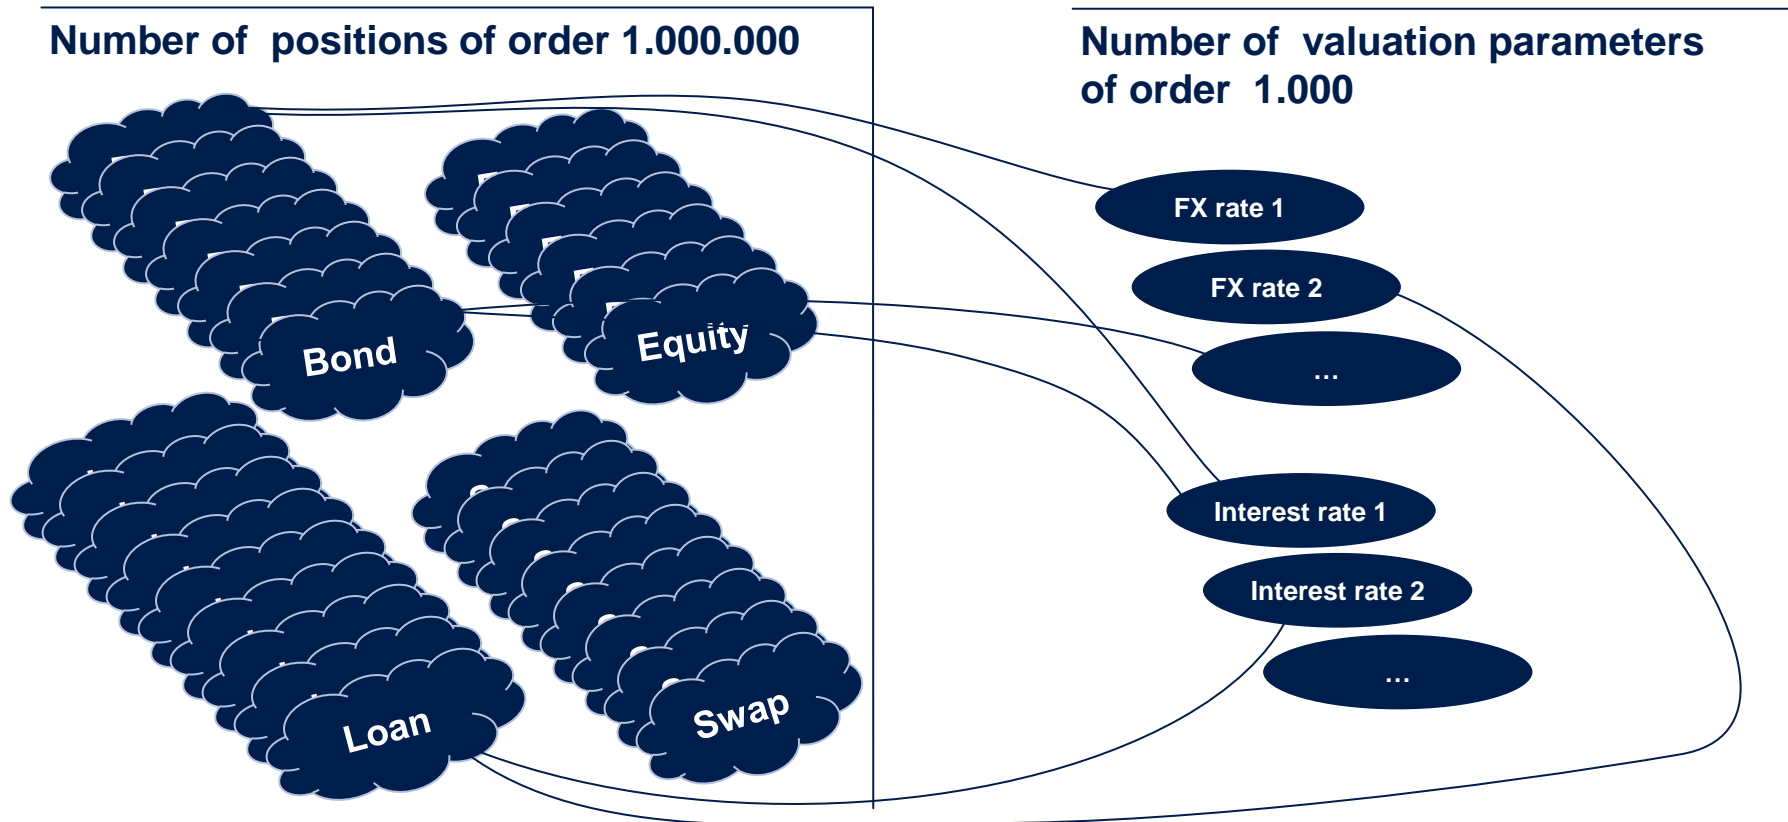 Number of  positions of order 1.000.000
Number of  valuation parameters
of order  1.000
FX rate 1
FX rate 2
...
Bond
Equity
Interest rate 1
Interest rate 2
...
Loan
Swap